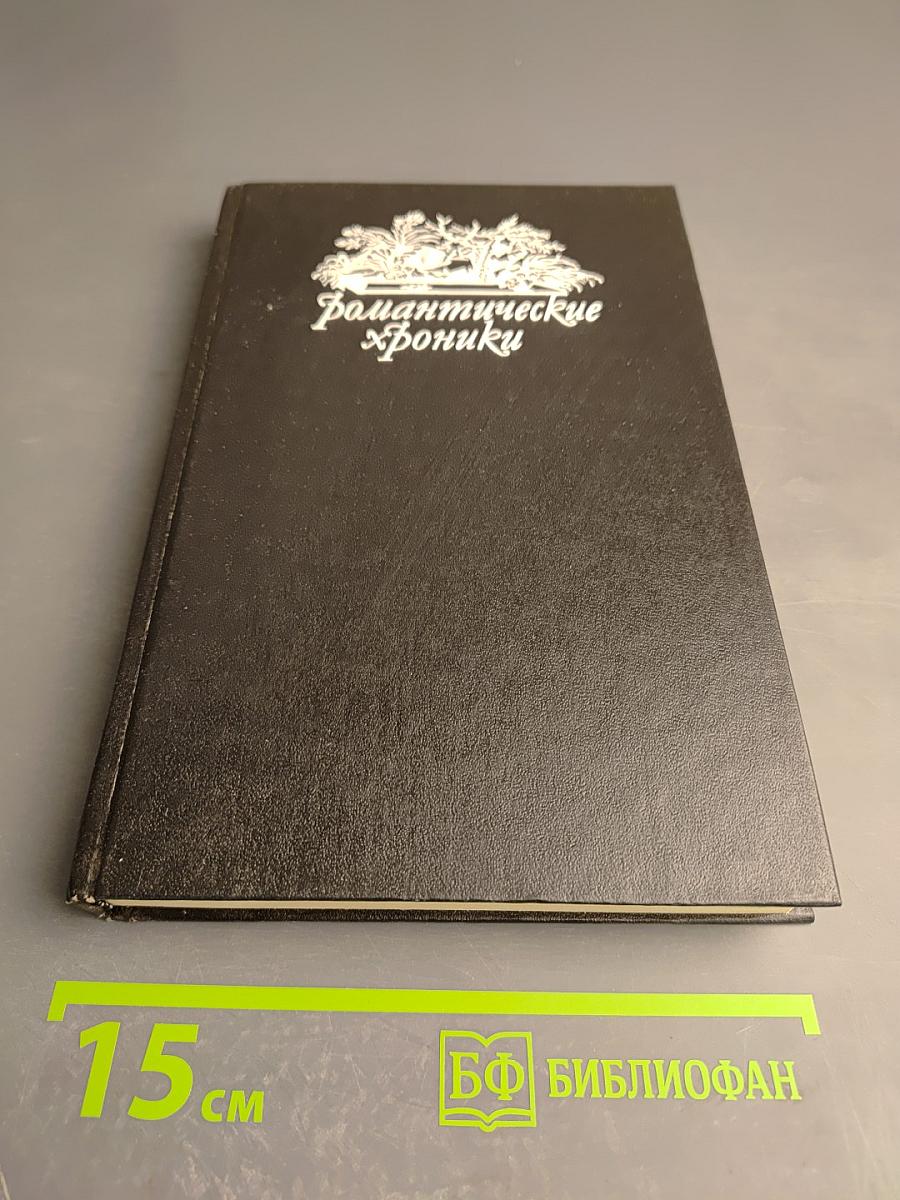 романтические
хроники
15 см
БФ БИБЛИОФАН